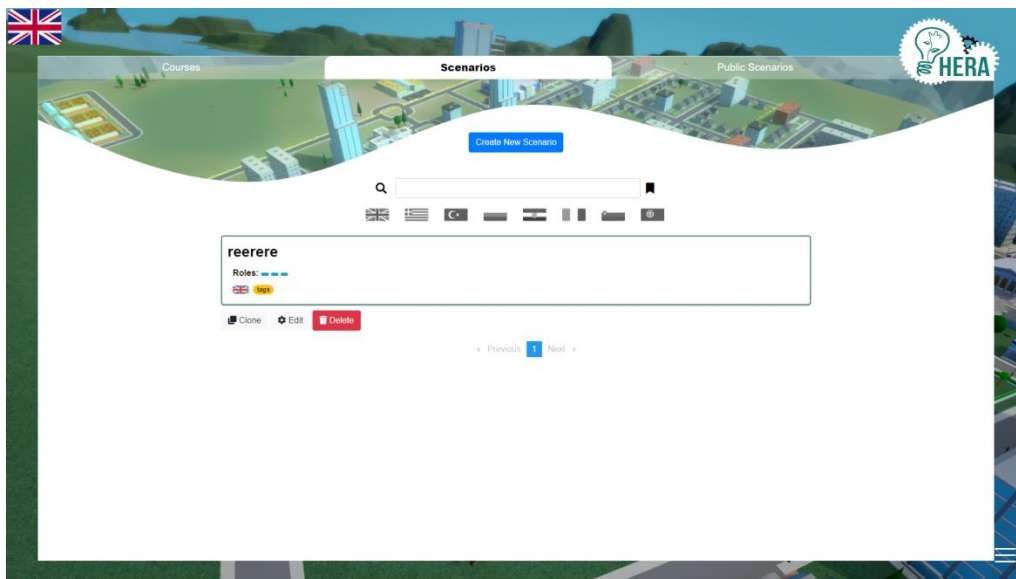 Courses
Scenarios
Public Scenarios
HERA
Create New Scenario
reerere
Roles:
tags
Clone
Edit
Delete
« Previous 1 Next »